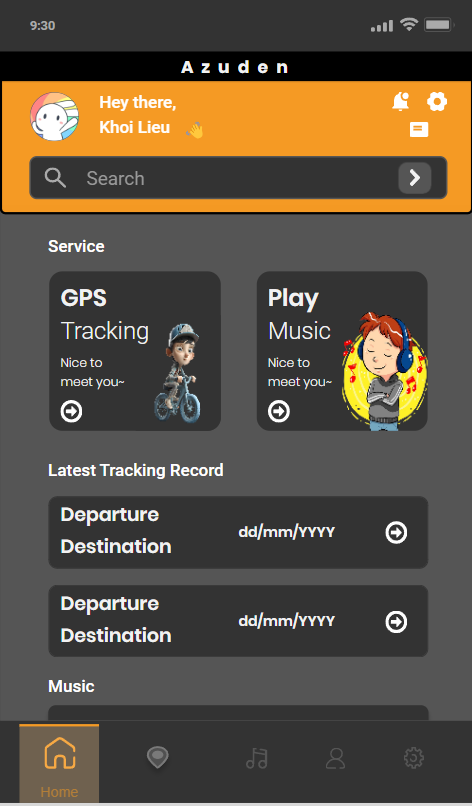 9:30
Azuden
Hey there,
Khoi Lieu 👋
Search
Service
GPS
Tracking
Nice to
meet you~
Play
Music
Nice to
meet you~
Latest Tracking Record
Departure
Destination
dd/mm/YYYY
Departure
Destination
dd/mm/YYYY
Music
Home